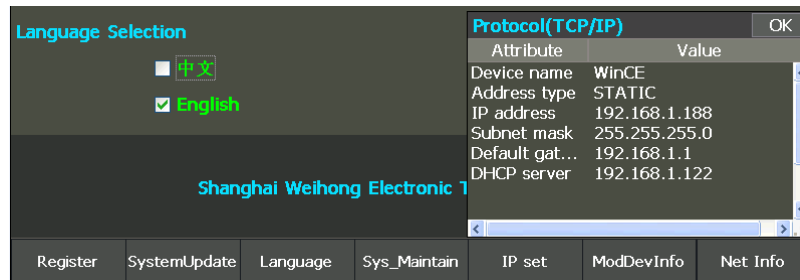 Language Selection
中文
English
Shanghai Weihong Electronic
Protocol(TCP/IP) OK
Attribute Value
Device name WinCE
Address type STATIC
IP address 192.168.1.188
Subnet mask 255.255.255.0
Default gat... 192.168.1.1
DHCP server 192.168.1.122
Register SystemUpdate Language Sys_Maintain IP set ModDevInfo Net Info